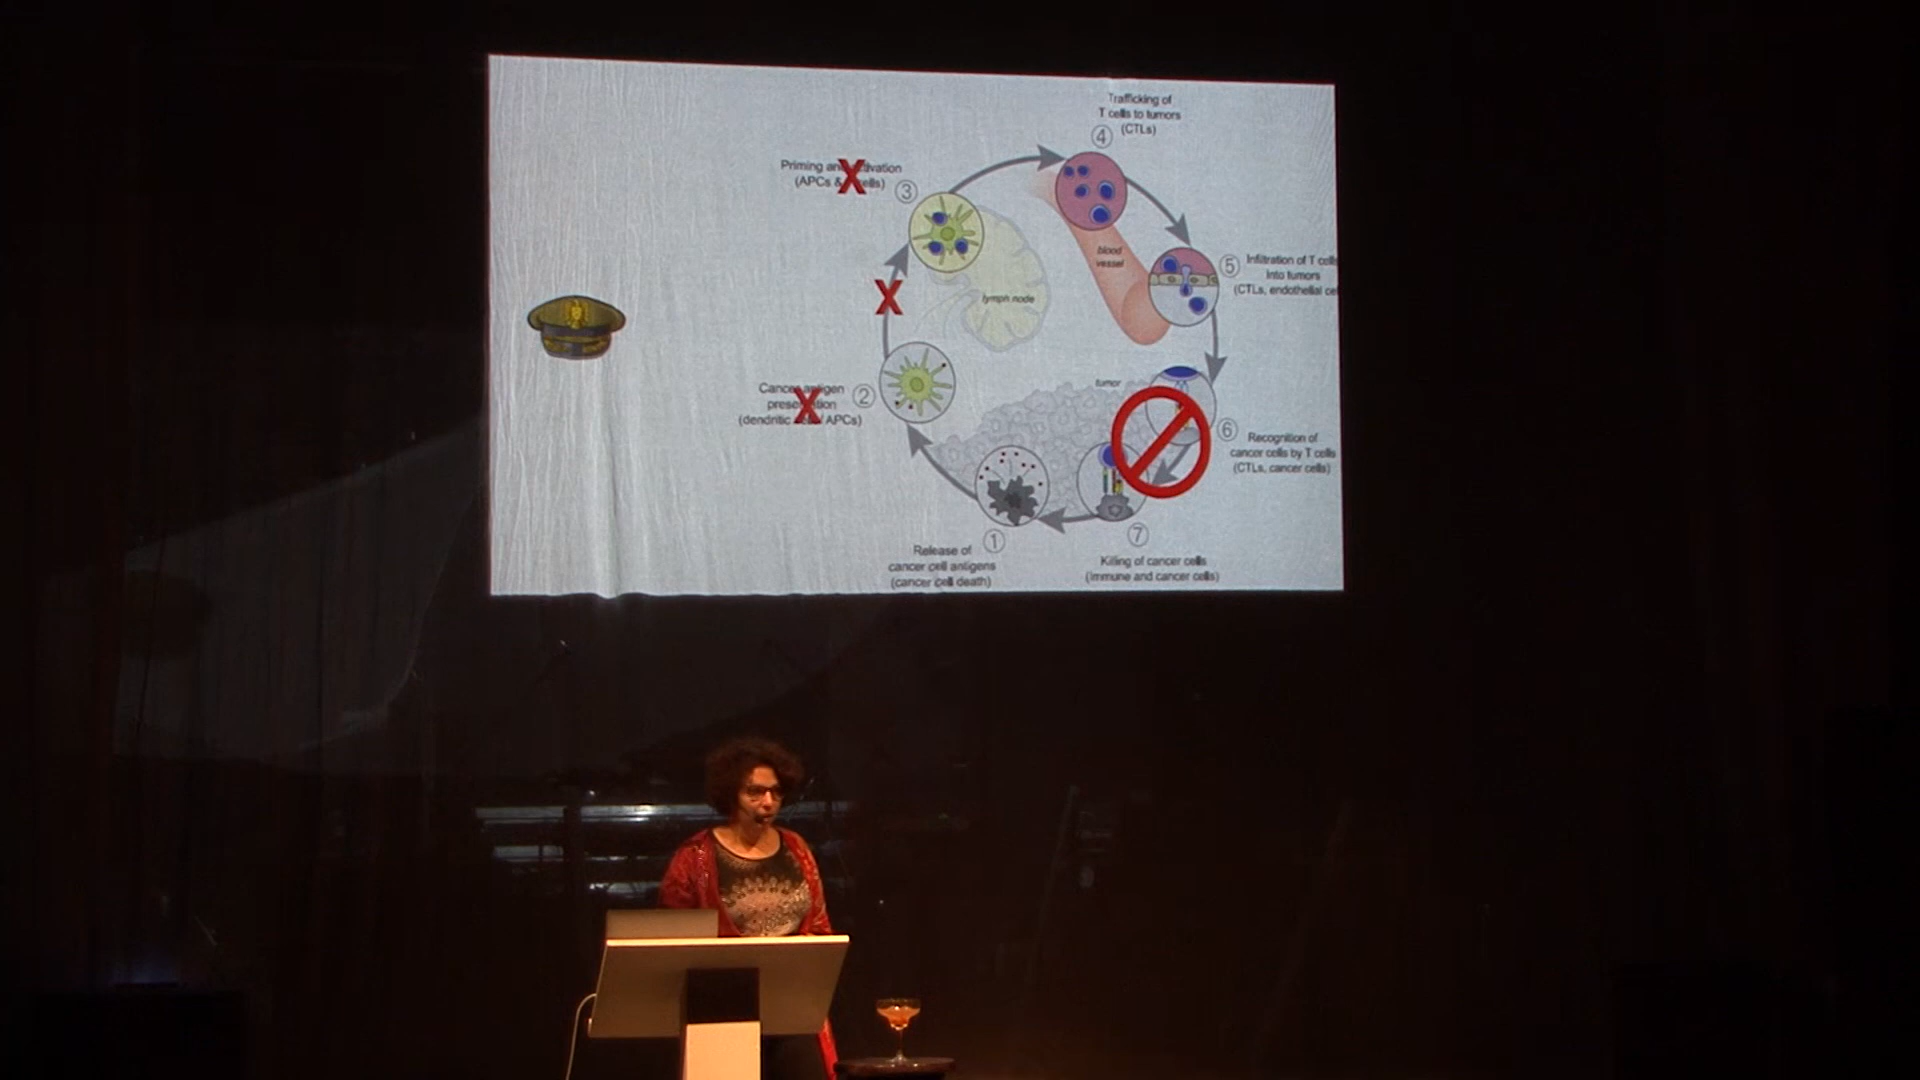 Trafficking of
T cells to tumors
(CTLs)
④
Priming and activation
(APCs & T cells)
③
blood
vessel
⑤
Infiltration of T cells
into tumors
(CTLs, endothelial cel
lymph node
X
X
Cancer antigen
presentation
(dendritic cells/ APCs)
②
X
tumor
⑥
Recognition of
cancer cells by T cells
(CTLs, cancer cells)
①
Release of
cancer cell antigens
(cancer cell death)
⑦
Killing of cancer cells
(immune and cancer cells)